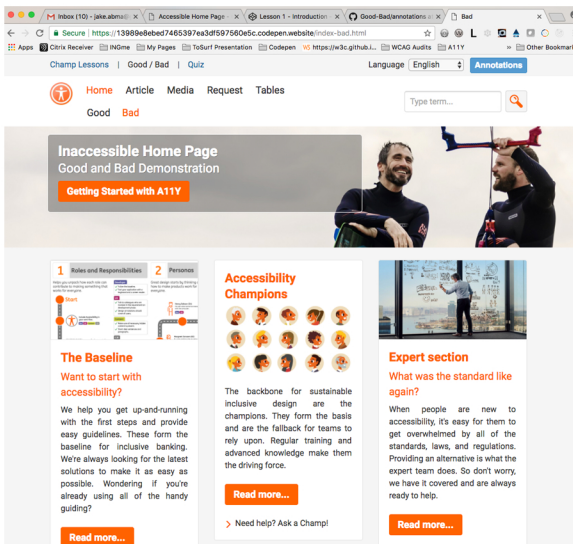 Inbox (10) - jake.abma@
Accessible Home Page -
Lesson 1 - Introduction
Good-Bad/annotations.a
Bad
Secure
https://13989e8ebed7465397ea3df597560e5c.codepen.website/index-bad.html
Apps
Citrix Receiver
INGme
My Pages
ToSurf Presentation
Codepen
https://w3c.github.i...
WCAG Audits
A11Y
»
Other Bookmar
Champ Lessons | Good / Bad | Quiz
Language English Annotations
Home Article Media Request Tables
Good Bad
Type term...
Inaccessible Home Page
Good and Bad Demonstration
Getting Started with A11Y
1 Roles and Responsibilities 2 Personas
Start
The Baseline
Want to start with
accessibility?
We help you get up-and-running
with the first steps and provide
easy guidelines. These form the
baseline for inclusive banking.
We're always looking for the latest
solutions to make it as easy as
possible. Wondering if you're
already using all of the handy
guiding?
Read more...
Accessibility
Champions
The backbone for sustainable
inclusive design are the
champions. They form the basis
and are the fallback for teams to
rely upon. Regular training and
advanced knowledge make them
the driving force.
Read more...
Need help? Ask a Champ!
Expert section
What was the standard like
again?
When people are new to
accessibility, it's easy for them to
get overwhelmed by all of the
standards, laws, and regulations.
Providing an alternative is what the
expert team does. So don't worry,
we have it covered and are always
ready to help.
Read more...